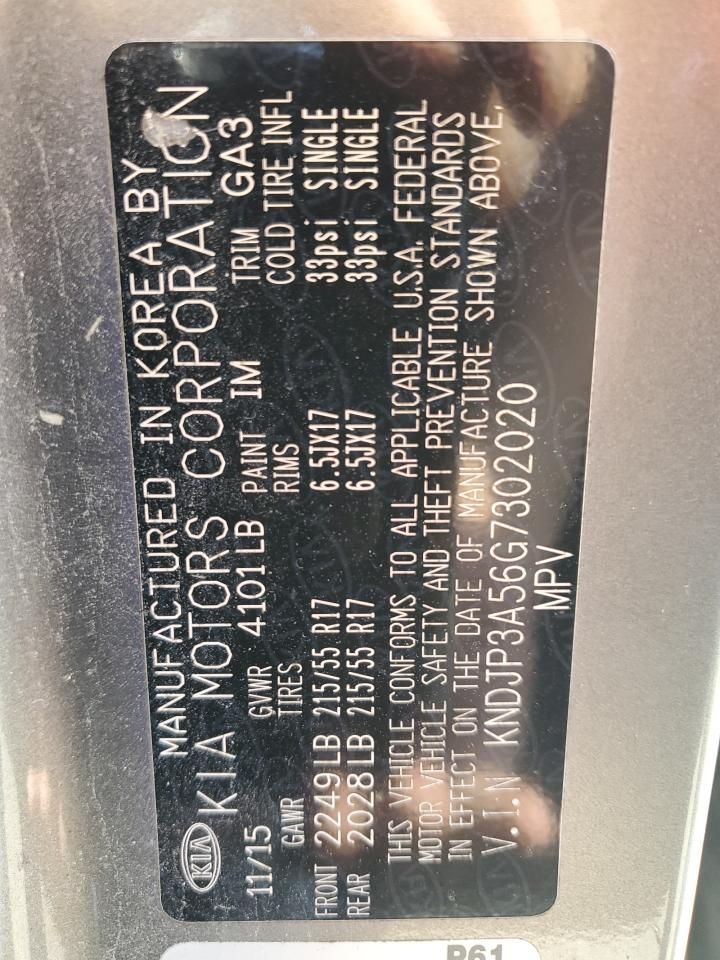 MANUFACTURED IN KOREA BY
KIA KIA MOTORS CORPORATION
11/15 GVWR 4101LB PAINT IM TRIM GA3
GAWR TIRES RIMS COLD TIRE INFL
FRONT 2249LB 215/55 R17 6.5JX17 33psi SINGLE
REAR 2028LB 215/55 R17 6.5JX17 33psi SINGLE
THIS VEHICLE CONFORMS TO ALL APPLICABLE U.S.A. FEDERAL
MOTOR VEHICLE SAFETY AND THEFT PREVENTION STANDARDS
IN EFFECT ON THE DATE OF MANUFACTURE SHOWN ABOVE.
V.I.N KNDJP3A56G7302020
MPV